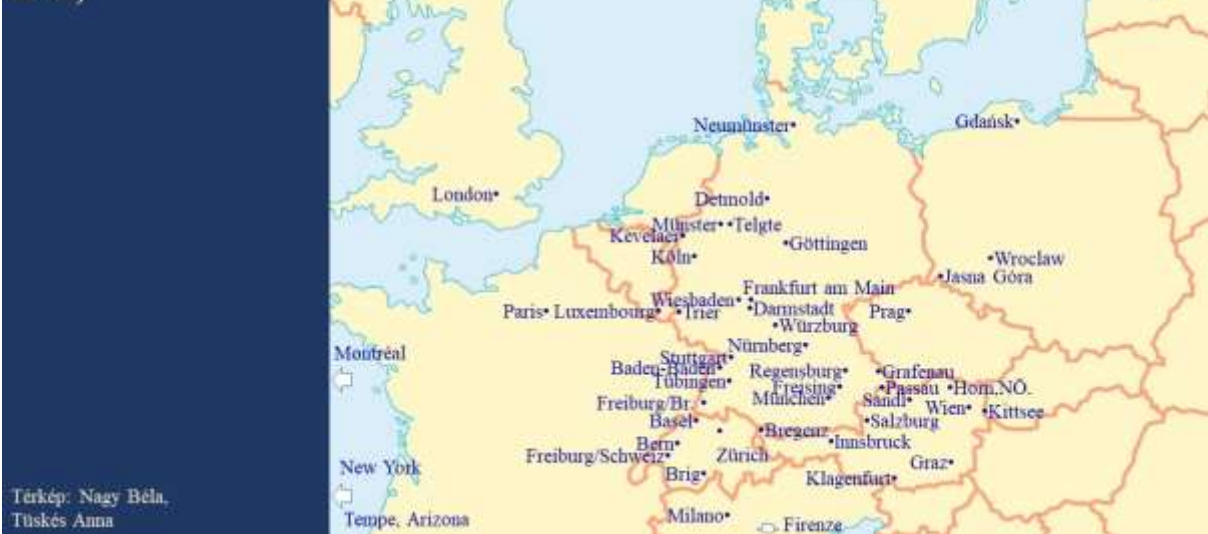 Neumünster
Gdańsk
London
Detmold
Münster
Telgte
Kevelaer
Göttingen
Köln
Wroclaw
Jasna Góra
Frankfurt am Main
Wiesbaden
Paris
Luxembourg
Trier
Darmstadt
Prag
Würzburg
Nürnberg
Montréal
Stuttgart
Baden-Baden
Regensburg
Grafenau
Tübingen
Freising
Passau
Horn,NÖ.
München
Sandl
Freiburg/Br.
Wien
Kittsee
Basel
Salzburg
Bregenz
Innsbruck
Bern
Freiburg/Schweiz
Zürich
Graz
New York
Brig
Klagenfurt
Térkép: Nagy Béla,
Tüskés Anna
Tempe, Arizona
Milano
Firenze